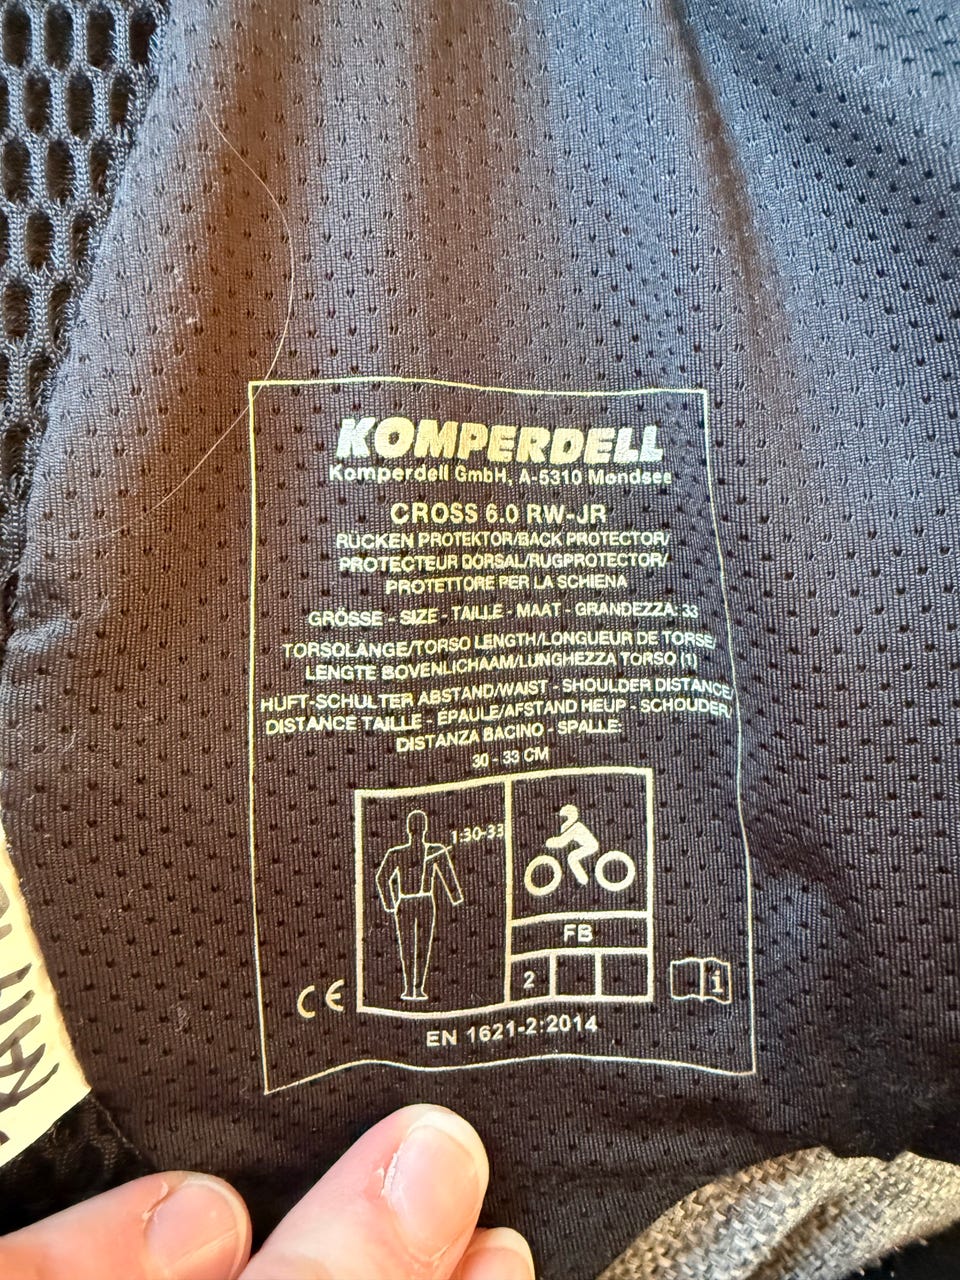 KOMPERDELL
Komperdell GmbH, A-5310 Mondsee
CROSS 6.0 RW-JR
RÜCKEN PROTEKTOR/BACK PROTECTOR/
PROTECTEUR DORSAL/RUGPROTECTOR/
PROTETTORE PER LA SCHIENA
GRÖSSE - SIZE - TAILLE - MAAT - GRANDEZZA: 33
TORSOLÄNGE/TORSO LENGTH/LONGUEUR DE TORSE/
LENGTE BOVENLICHAAM/LUNGHEZZA TORSO (1)
HÜFT-SCHULTER ABSTAND/WAIST - SHOULDER DISTANCE/
DISTANCE TAILLE - ÉPAULE/AFSTAND HEUP - SCHOUDER/
DISTANZA BACINO - SPALLE:
30 - 33 CM
1:30-33
FB
2
i
CE
EN 1621-2:2014